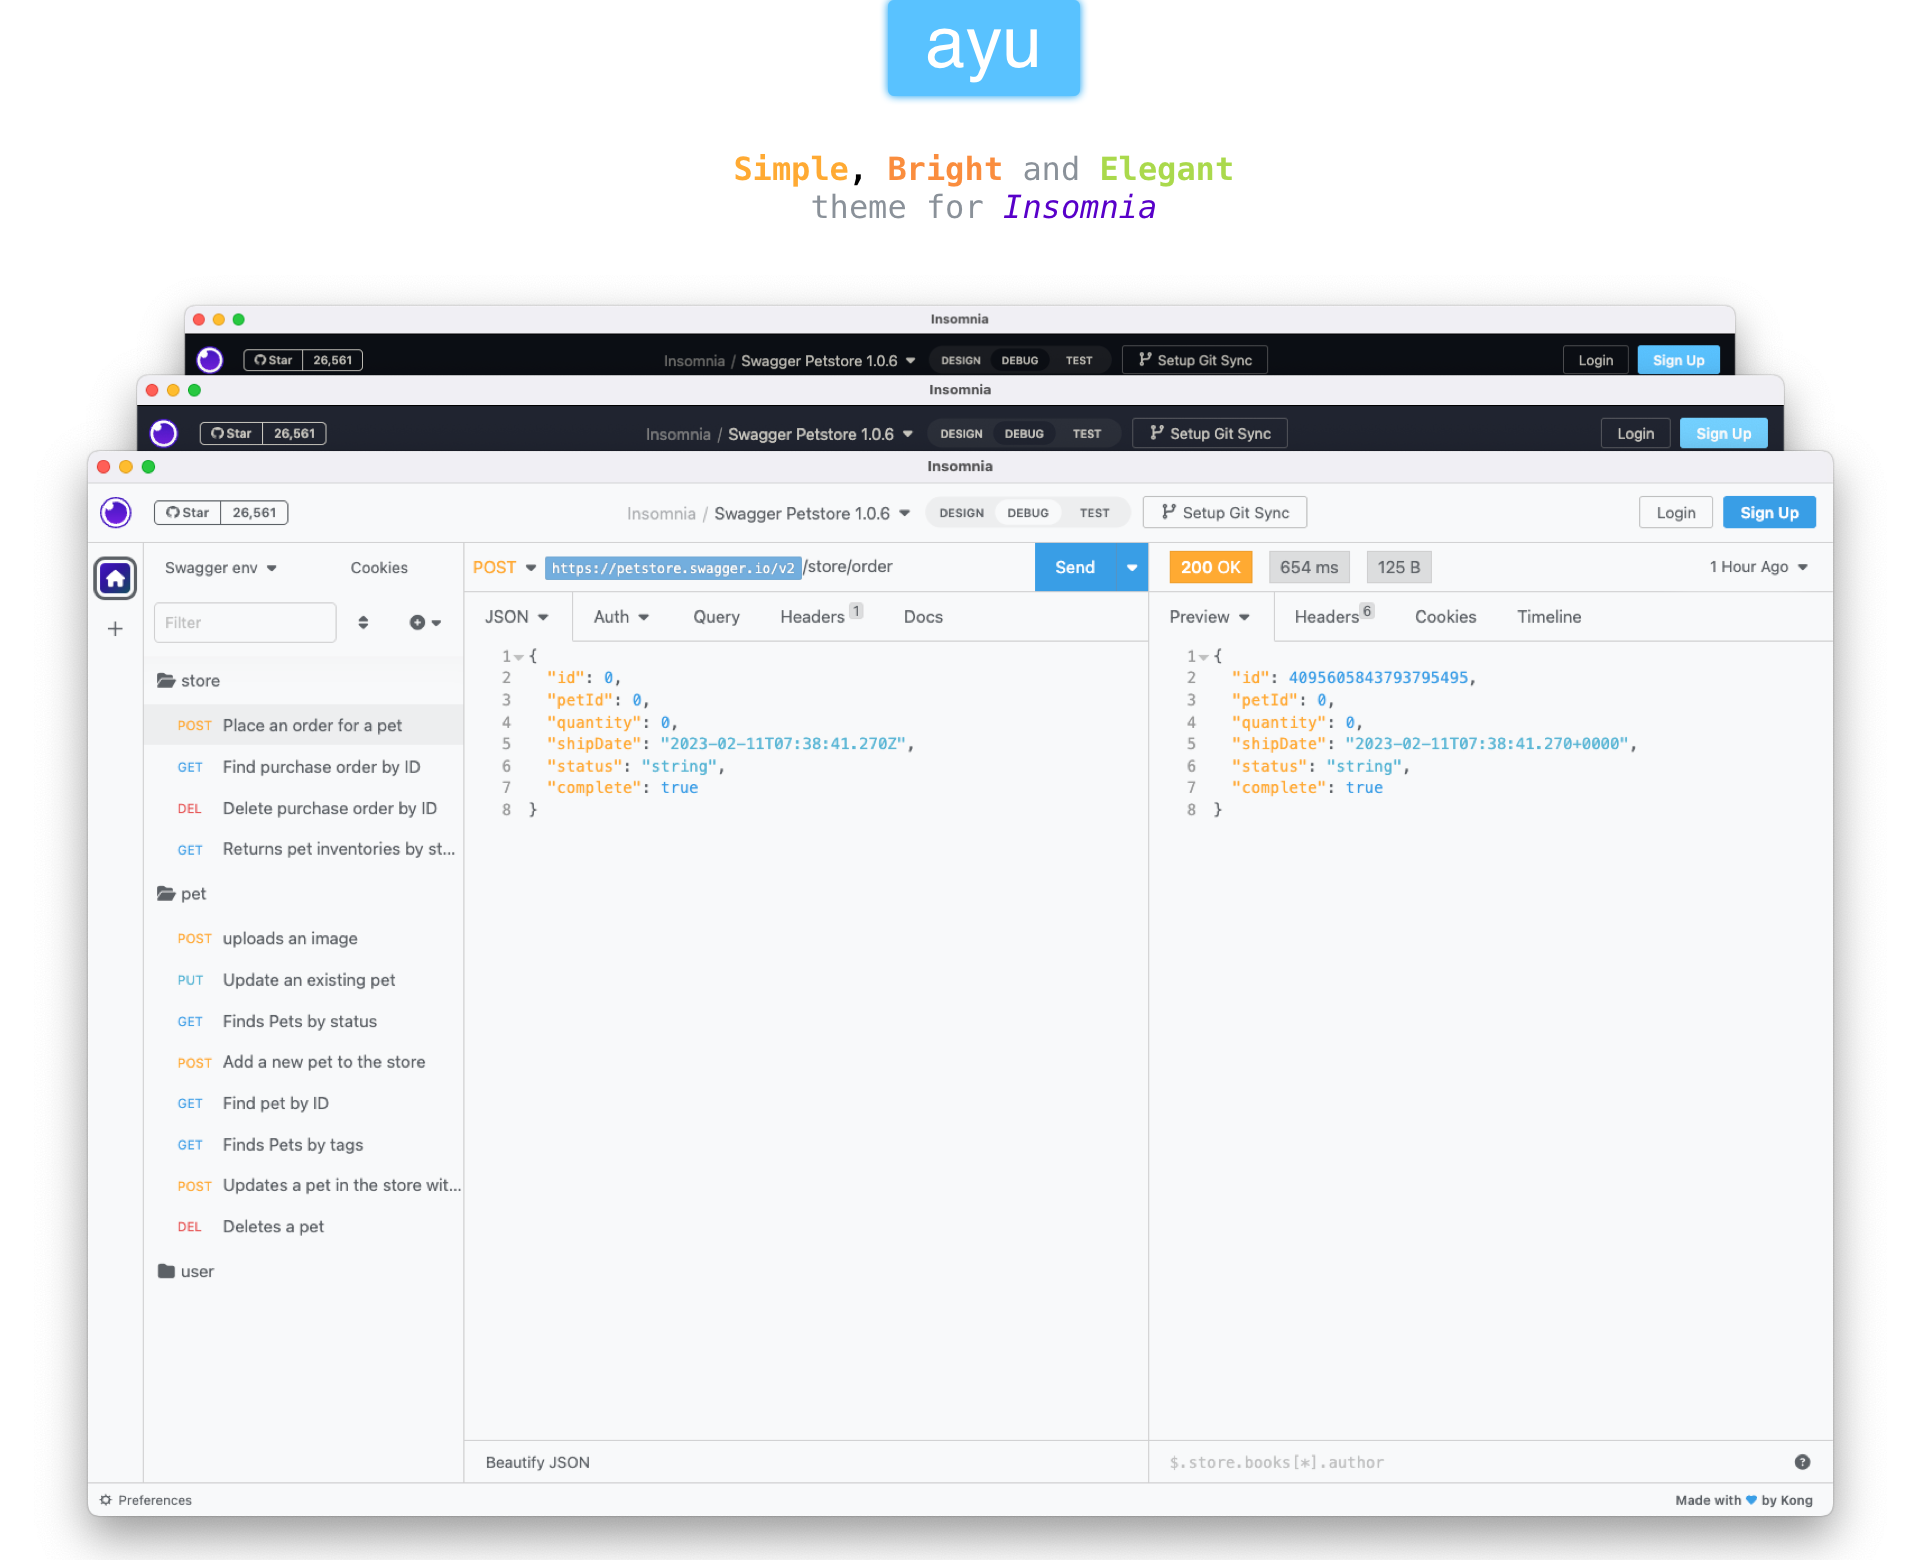 ayu
Simple, Bright and Elegant
theme for Insomnia
Insomnia
Star 26,561
Insomnia / Swagger Petstore 1.0.6
DESIGN DEBUG TEST
Setup Git Sync
Login
Sign Up
Insomnia
Star 26,561
Insomnia / Swagger Petstore 1.0.6
DESIGN DEBUG TEST
Setup Git Sync
Login
Sign Up
Insomnia
Star 26,561
Insomnia / Swagger Petstore 1.0.6
DESIGN DEBUG TEST
Setup Git Sync
Login
Sign Up
Swagger env
Cookies
Filter
store
POST Place an order for a pet
GET Find purchase order by ID
DEL Delete purchase order by ID
GET Returns pet inventories by st...
pet
POST uploads an image
PUT Update an existing pet
GET Finds Pets by status
POST Add a new pet to the store
GET Find pet by ID
GET Finds Pets by tags
POST Updates a pet in the store wit...
DEL Deletes a pet
user
POST https://petstore.swagger.io/v2 /store/order
Send
JSON Auth Query Headers 1 Docs
1 {
2 "id": 0,
3 "petId": 0,
4 "quantity": 0,
5 "shipDate": "2023-02-11T07:38:41.270Z",
6 "status": "string",
7 "complete": true
8 }
Beautify JSON
200 OK 654 ms 125 B
1 Hour Ago
Preview Headers 6 Cookies Timeline
1 {
2 "id": 4095605843793795495,
3 "petId": 0,
4 "quantity": 0,
5 "shipDate": "2023-02-11T07:38:41.270+0000",
6 "status": "string",
7 "complete": true
8 }
$.store.books[*].author
?
Preferences
Made with ♥ by Kong